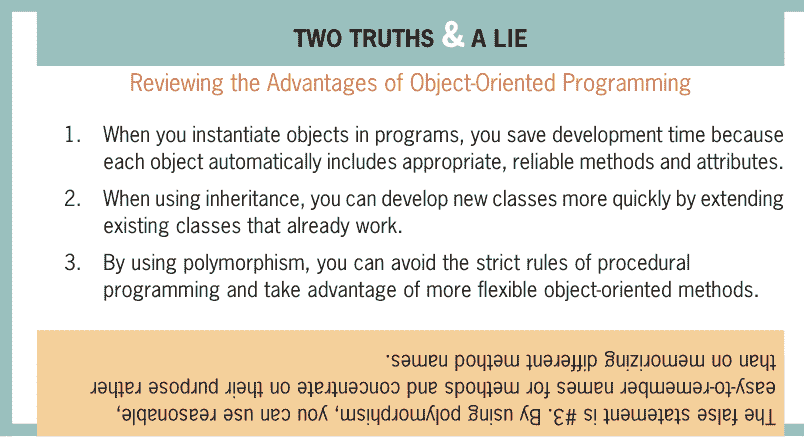 TWO TRUTHS & A LIE
Reviewing the Advantages of Object-Oriented Programming
1. When you instantiate objects in programs, you save development time because
each object automatically includes appropriate, reliable methods and attributes.
2. When using inheritance, you can develop new classes more quickly by extending
existing classes that already work.
3. By using polymorphism, you can avoid the strict rules of procedural
programming and take advantage of more flexible object-oriented methods.
The false statement is #3. By using polymorphism, you can use reasonable,
easy-to-remember names for methods and concentrate on their purpose rather
than on memorizing different method names.